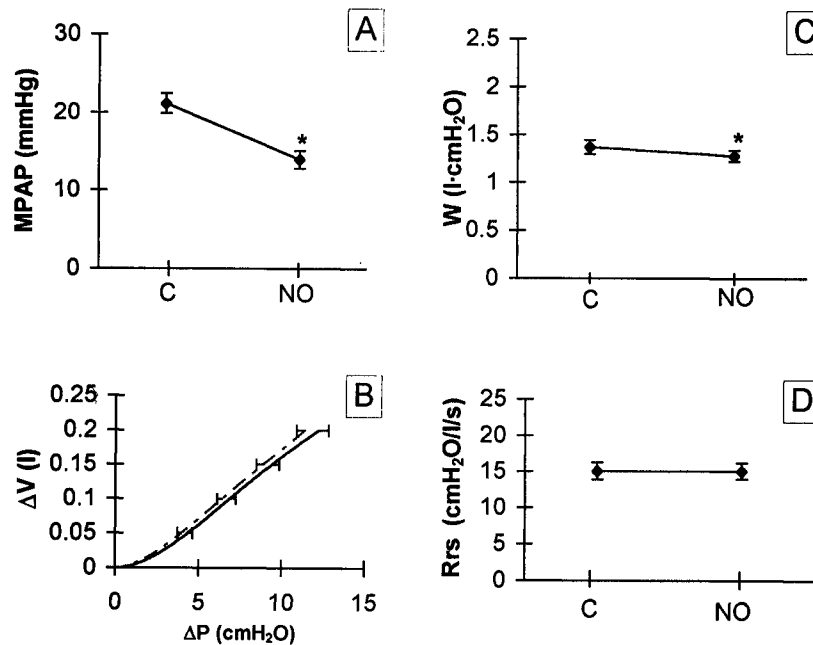 A
MPAP (mmHg)
30
20
10
0
C
NO
*
C
W (l·cmH₂O)
2.5
2
1.5
1
0.5
0
C
NO
*
B
ΔV (l)
0.25
0.2
0.15
0.1
0.05
0
0
5
10
15
ΔP (cmH₂O)
D
Rrs (cmH₂O/l/s)
25
20
15
10
5
0
C
NO